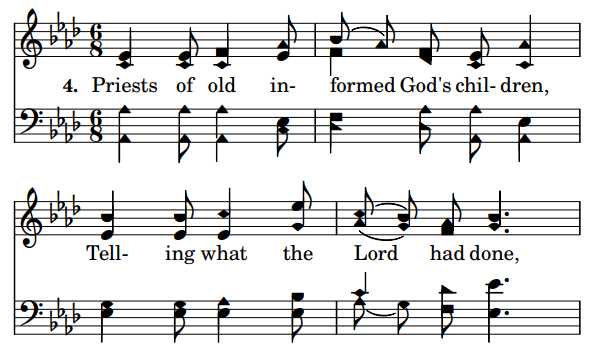 4. Priests of old in- formed God's chil- dren,
Tell- ing what the Lord had done,